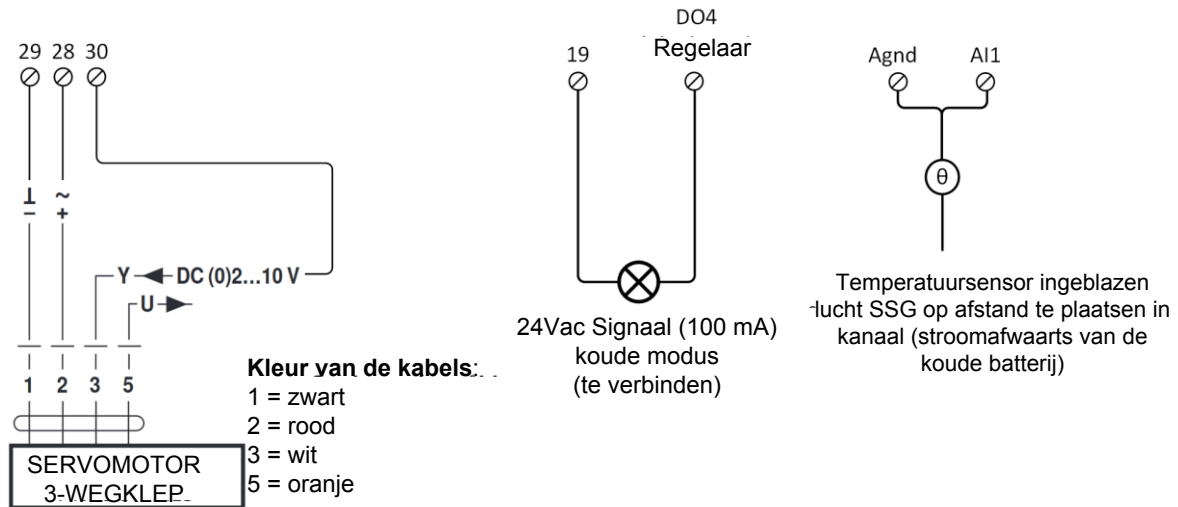 29 28 30
⊥ ~
− +
Y DC (0)2...10 V
U
1 2 3 5
SERVOMOTOR
3-WEGKLEP
Kleur van de kabels:
1 = zwart
2 = rood
3 = wit
5 = oranje
DO4
19 Regelaar
24Vac Signaal (100 mA)
koude modus
(te verbinden)
Agnd AI1
θ
Temperatuursensor ingeblazen
lucht SSG op afstand te plaatsen in
kanaal (stroomafwaarts van de
koude batterij)